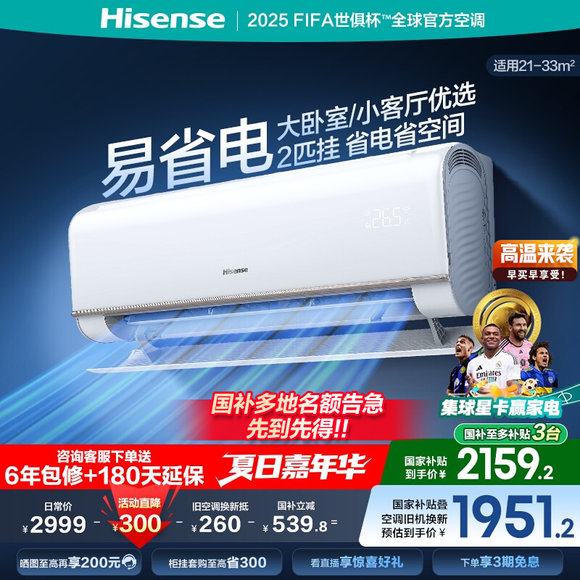 Hisense | 2025 FIFA世俱杯™全球官方空调
适用21-33m²
易省电
大卧室/小客厅优选
2匹挂 省电省空间
26.5
Hisense
高温来袭
早买早享受!
集球星卡赢家电
国补多地名额告急
先到先得!!
咨询客服下单送
6年包修+180天延保
夏日嘉年华
国补至多补贴3台
国家补贴
到手价 ¥2159.2
日常价
¥2999
活动直降
¥300
旧空调换新抵
¥260
国补立减
¥539.8=
国家补贴叠
空调旧机换新
预估到手价 ¥1951.2
晒图至高再享200元
柜挂套购至高省300
看直播享惊喜好礼
下单享3期免息